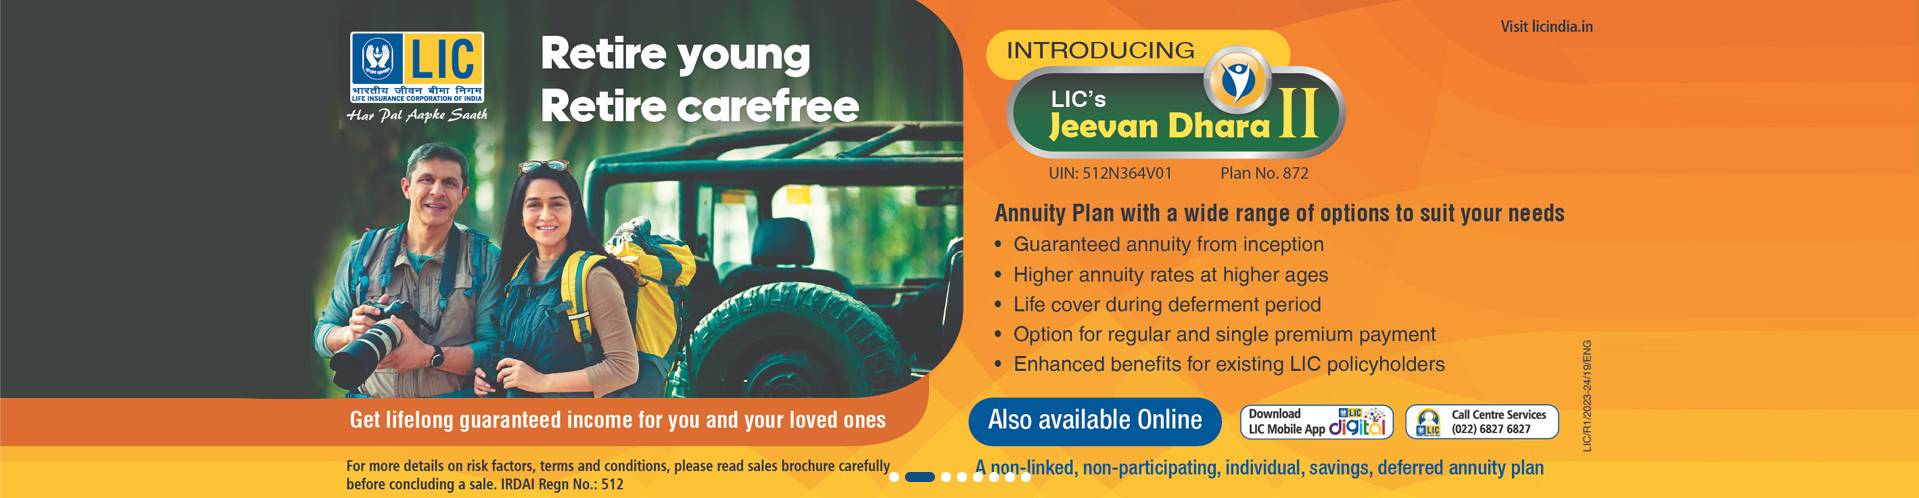 LIC
भारतीय जीवन बीमा निगम
LIFE INSURANCE CORPORATION OF INDIA
Har Pal Aapke Saath
Retire young
Retire carefree
Get lifelong guaranteed income for you and your loved ones
For more details on risk factors, terms and conditions, please read sales brochure carefully
before concluding a sale. IRDAI Regn No.: 512
Visit licindia.in
INTRODUCING
LIC's
Jeevan Dhara II
UIN: 512N364V01 Plan No. 872
Annuity Plan with a wide range of options to suit your needs
• Guaranteed annuity from inception
• Higher annuity rates at higher ages
• Life cover during deferment period
• Option for regular and single premium payment
• Enhanced benefits for existing LIC policyholders
Also available Online
Download
LIC Mobile App
LIC
digital
LIC
Call Centre Services
(022) 6827 6827
A non-linked, non-participating, individual, savings, deferred annuity plan
LIC/R1/2023-24/19/ENG